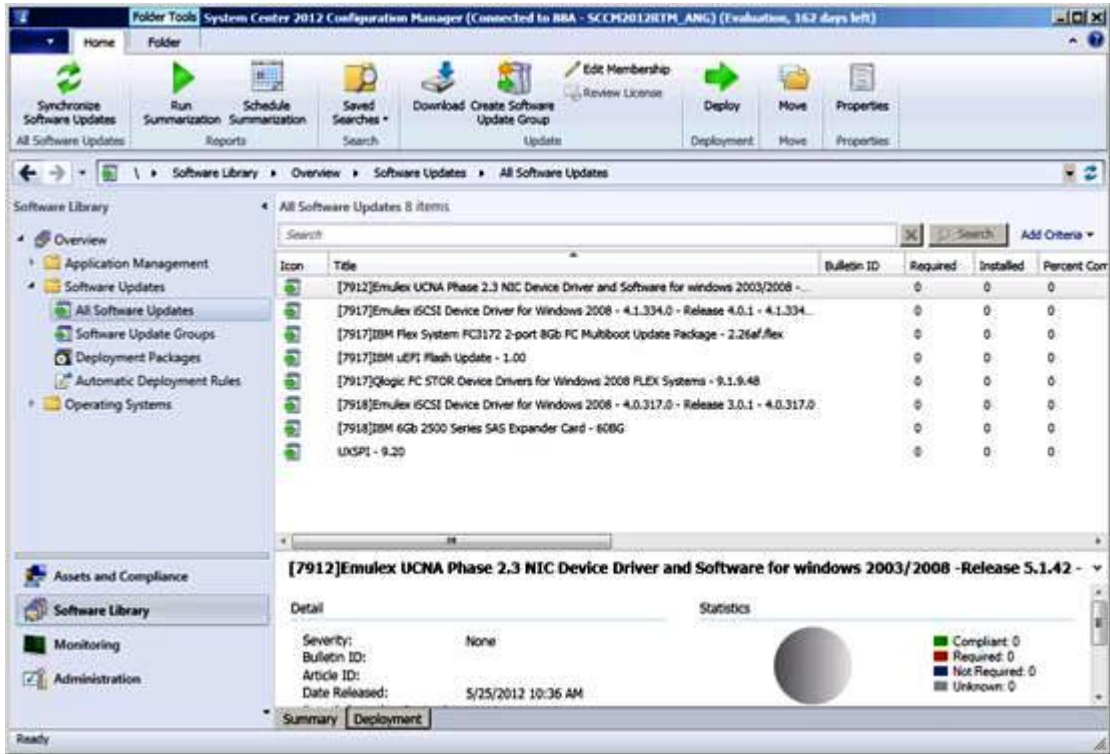 Folder Tools System Center 2012 Configuration Manager (Connected to BBA - SCCM2012RTM_ANG) (Evaluation, 162 days left)
Home Folder
Synchronize Software Updates
Run Summarization
Schedule Summarization
Saved Searches
Download
Create Software Update Group
Edit Membership
Review License
Deploy
Move
Properties
All Software Updates Reports Search Update Deployment Move Properties
\ Software Library Overview Software Updates All Software Updates
Software Library
Overview
Application Management
Software Updates
All Software Updates
Software Update Groups
Deployment Packages
Automatic Deployment Rules
Operating Systems
Assets and Compliance
Software Library
Monitoring
Administration
All Software Updates 8 items
Search Search Add Criteria
Icon Title Bulletin ID Required Installed Percent Com
[7912]Emulex UCNA Phase 2.3 NIC Device Driver and Software for windows 2003/2008 -... 0 0 0
[7917]Emulex iSCSI Device Driver for Windows 2008 - 4.1.334.0 - Release 4.0.1 - 4.1.334... 0 0 0
[7917]IBM Flex System FC3172 2-port 8Gb FC Multiboot Update Package - 2.26af.flex 0 0 0
[7917]IBM uEFI Flash Update - 1.00 0 0 0
[7917]Qlogic FC STOR Device Drivers for Windows 2008 FLEX Systems - 9.1.9.48 0 0 0
[7918]Emulex iSCSI Device Driver for Windows 2008 - 4.0.317.0 - Release 3.0.1 - 4.0.317.0 0 0 0
[7918]IBM 6Gb 2500 Series SAS Expander Card - 608G 0 0 0
UXSPI - 9.20 0 0 0
[7912]Emulex UCNA Phase 2.3 NIC Device Driver and Software for windows 2003/2008 -Release 5.1.42 -
Detail
Severity: None
Bulletin ID:
Article ID:
Date Released: 5/25/2012 10:36 AM
Statistics
Compliant: 0
Required: 0
Not Required: 0
Unknown: 0
Summary Deployment
Ready